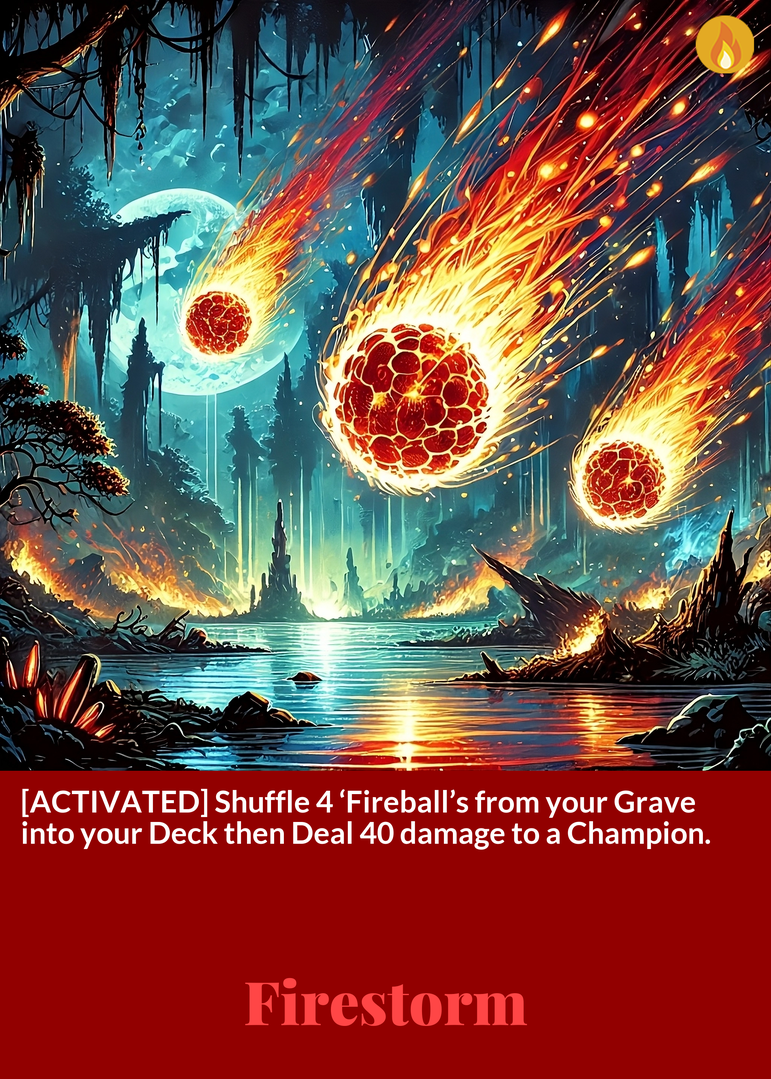 [ACTIVATED] Shuffle 4 ‘Fireball’s from your Grave
into your Deck then Deal 40 damage to a Champion.
Firestorm